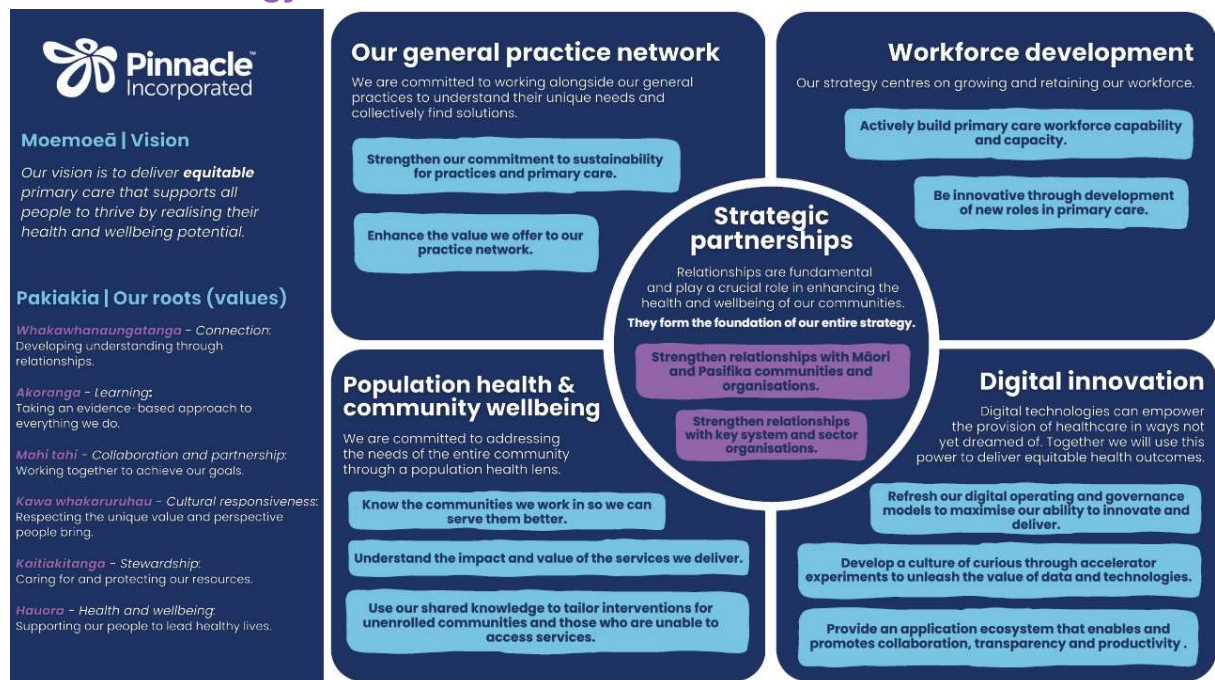 Pinnacle™
Incorporated
Moemoeā | Vision
Our vision is to deliver equitable
primary care that supports all
people to thrive by realising their
health and wellbeing potential.
Pakiakia | Our roots (values)
Whakawhanaungatanga - Connection:
Developing understanding through
relationships.
Akoranga - Learning:
Taking an evidence-based approach to
everything we do.
Mahi tahi - Collaboration and partnership:
Working together to achieve our goals.
Kawa whakaruruhau - Cultural responsiveness:
Respecting the unique value and perspective
people bring.
Kaitiakitanga - Stewardship:
Caring for and protecting our resources.
Hauora - Health and wellbeing:
Supporting our people to lead healthy lives.
Our general practice network
We are committed to working alongside our general
practices to understand their unique needs and
collectively find solutions.
Strengthen our commitment to sustainability
for practices and primary care.
Enhance the value we offer to our
practice network.
Workforce development
Our strategy centres on growing and retaining our workforce.
Actively build primary care workforce capability
and capacity.
Be innovative through development
of new roles in primary care.
Strategic
partnerships
Relationships are fundamental
and play a crucial role in enhancing the
health and wellbeing of our communities.
They form the foundation of our entire strategy.
Strengthen relationships with Māori
and Pasifika communities and
organisations.
Strengthen relationships
with key system and sector
organisations.
Population health &
community wellbeing
We are committed to addressing
the needs of the entire community
through a population health lens.
Know the communities we work in so we can
serve them better.
Understand the impact and value of the services we deliver.
Use our shared knowledge to tailor interventions for
unenrolled communities and those who are unable to
access services.
Digital innovation
Digital technologies can empower
the provision of healthcare in ways not
yet dreamed of. Together we will use this
power to deliver equitable health outcomes.
Refresh our digital operating and governance
models to maximise our ability to innovate and
deliver.
Develop a culture of curious through accelerator
experiments to unleash the value of data and technologies.
Provide an application ecosystem that enables and
promotes collaboration, transparency and productivity .